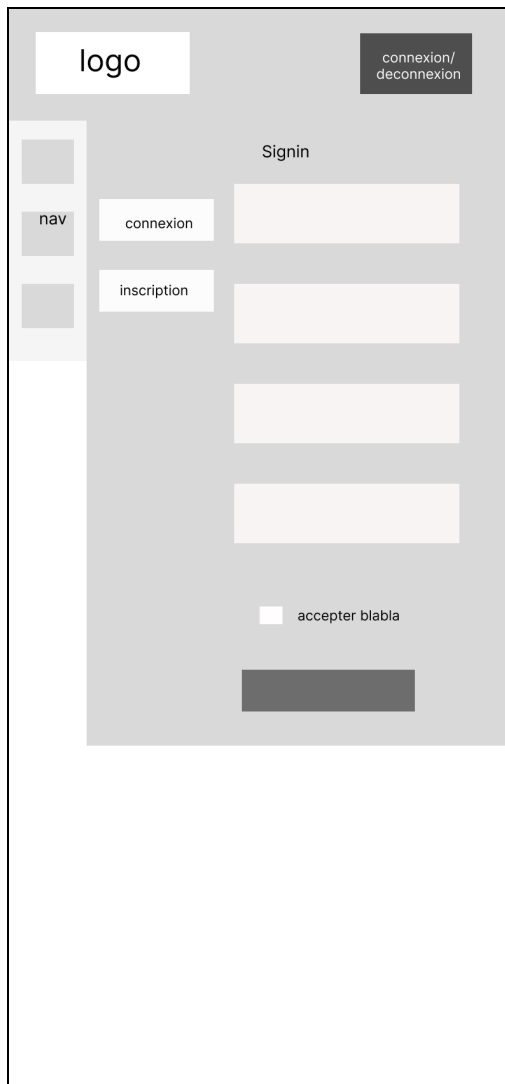 logo
connexion/
deconnexion
Signin
nav
connexion
inscription
accepter blabla